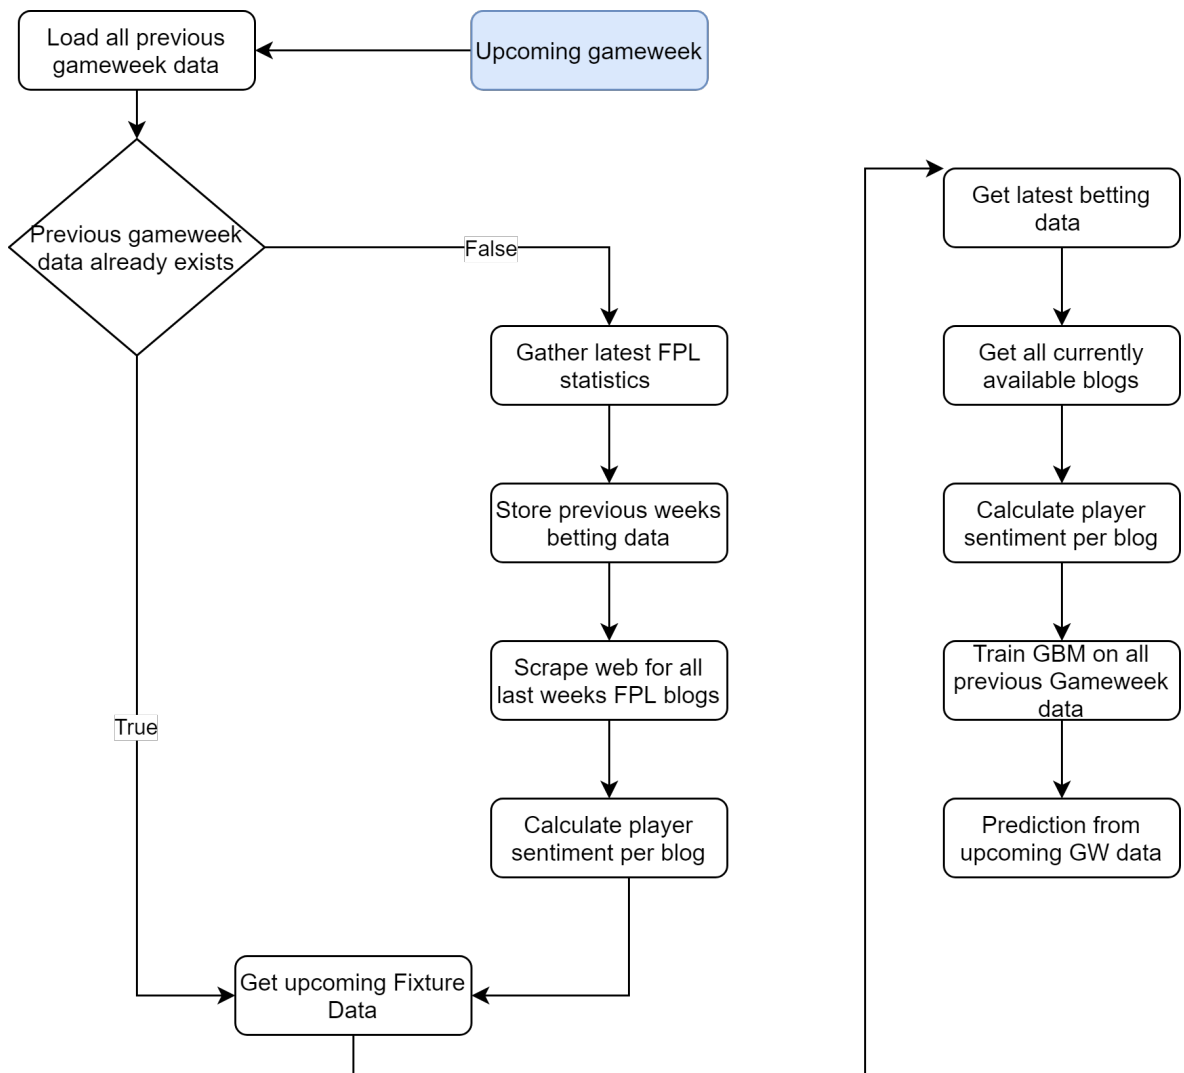 Load all previous
gameweek data
Upcoming gameweek
Previous gameweek
data already exists
False
True
Gather latest FPL
statistics
Store previous weeks
betting data
Scrape web for all
last weeks FPL blogs
Calculate player
sentiment per blog
Get upcoming Fixture
Data
Get latest betting
data
Get all currently
available blogs
Calculate player
sentiment per blog
Train GBM on all
previous Gameweek
data
Prediction from
upcoming GW data